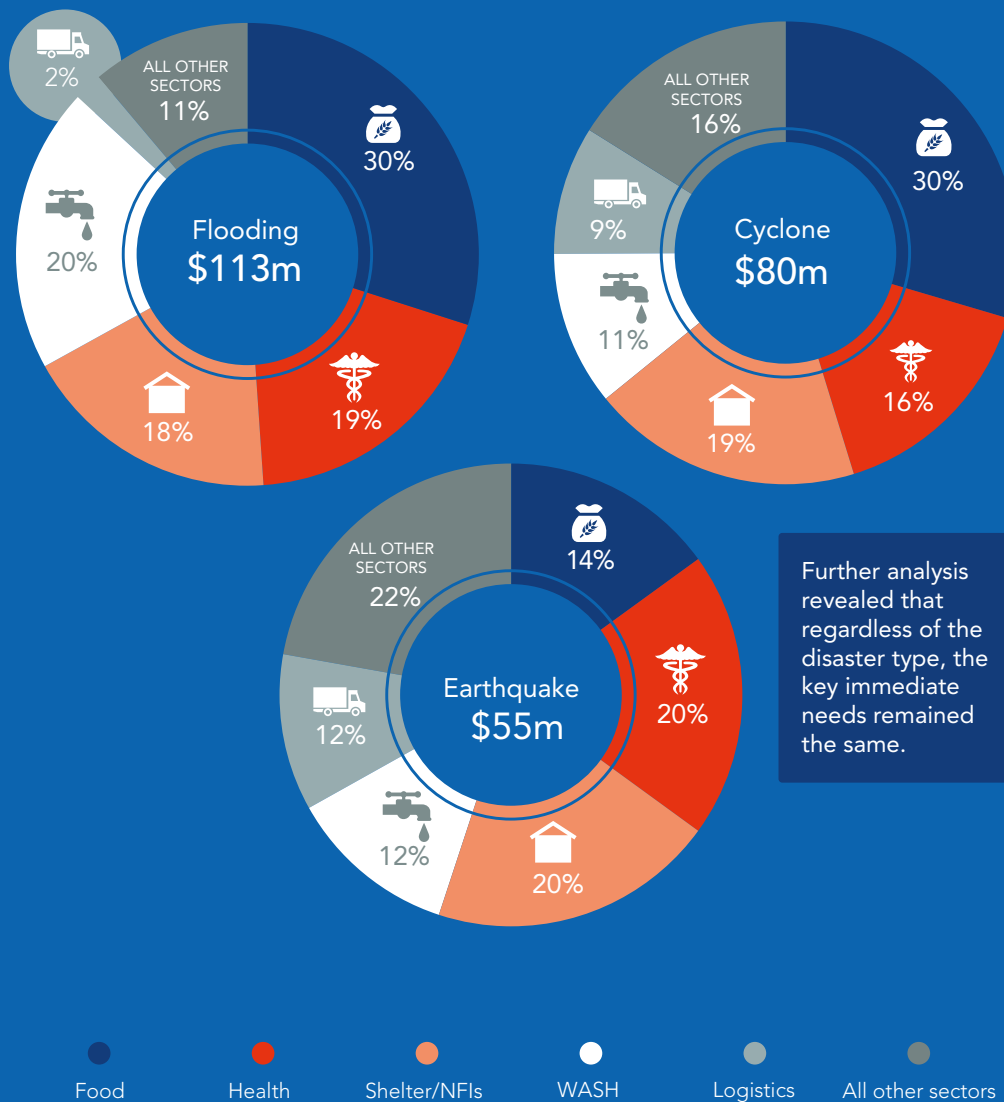 2%
ALL OTHER
SECTORS
11%
30%
20%
18%
19%
Flooding
$113m
ALL OTHER
SECTORS
16%
30%
9%
11%
19%
16%
Cyclone
$80m
ALL OTHER
SECTORS
22%
14%
12%
20%
12%
20%
Earthquake
$55m
Further analysis
revealed that
regardless of the
disaster type, the
key immediate
needs remained
the same.
Food
Health
Shelter/NFIs
WASH
Logistics
All other sectors